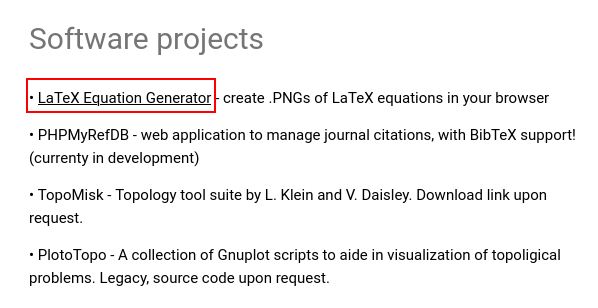 Software projects
• LaTeX Equation Generator - create .PNGs of LaTeX equations in your browser
• PHPMyRefDB - web application to manage journal citations, with BibTeX support!
(currenty in development)
• TopoMisk - Topology tool suite by L. Klein and V. Daisley. Download link upon
request.
• PlotoTopo - A collection of Gnuplot scripts to aide in visualization of topoligical
problems. Legacy, source code upon request.